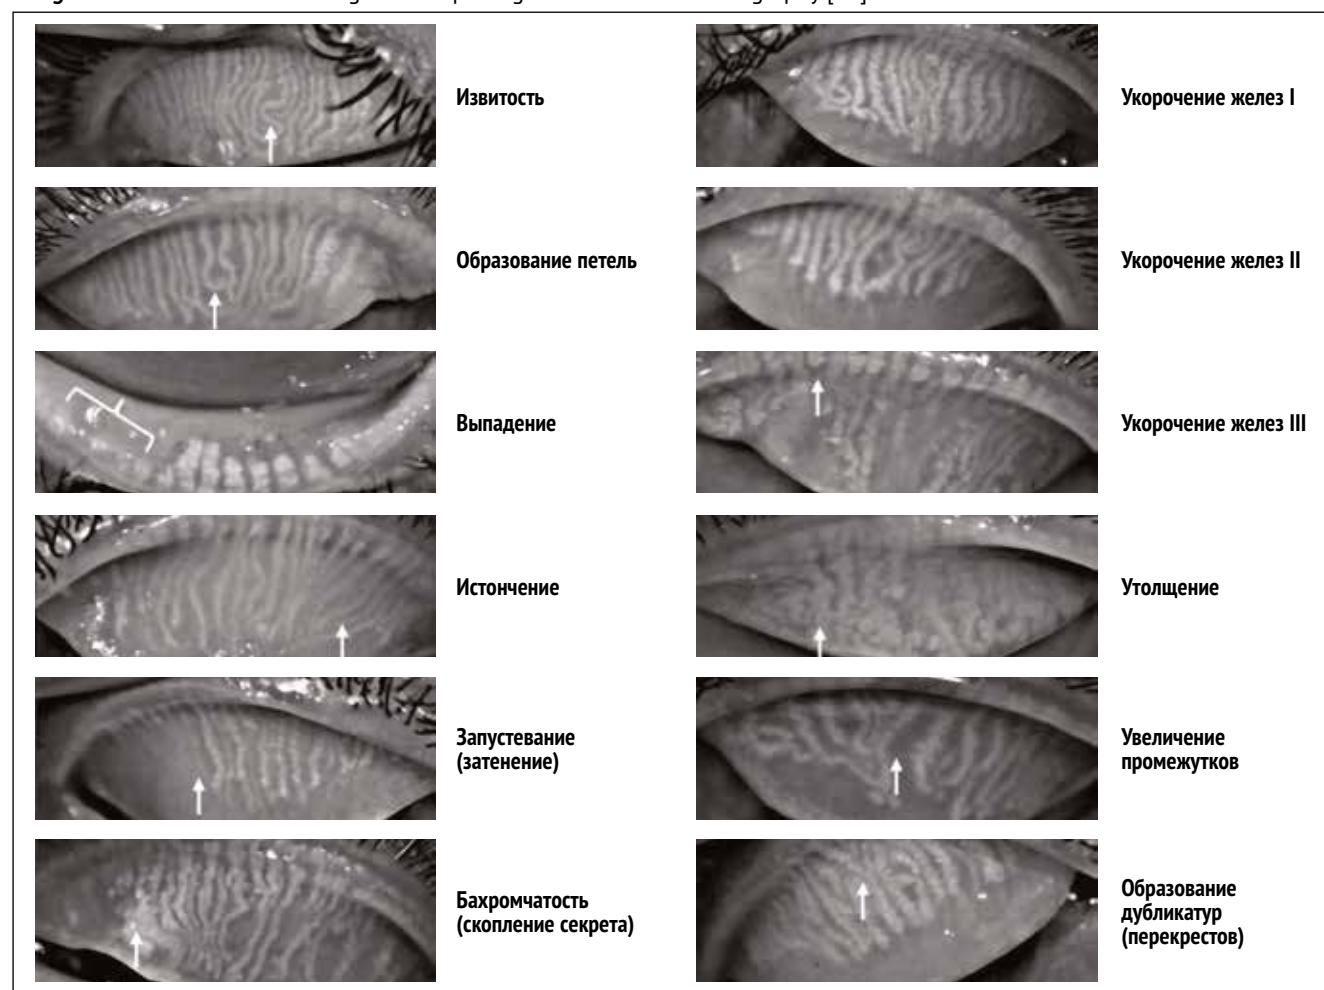 Извитость
Укорочение желез I
Образование петель
Укорочение желез II
Выпадение
Укорочение желез III
Истончение
Утолщение
Запустевание
(затенение)
Увеличение
промежутков
Бахромчатость
(скопление секрета)
Образование
дубликатур
(перекрестов)